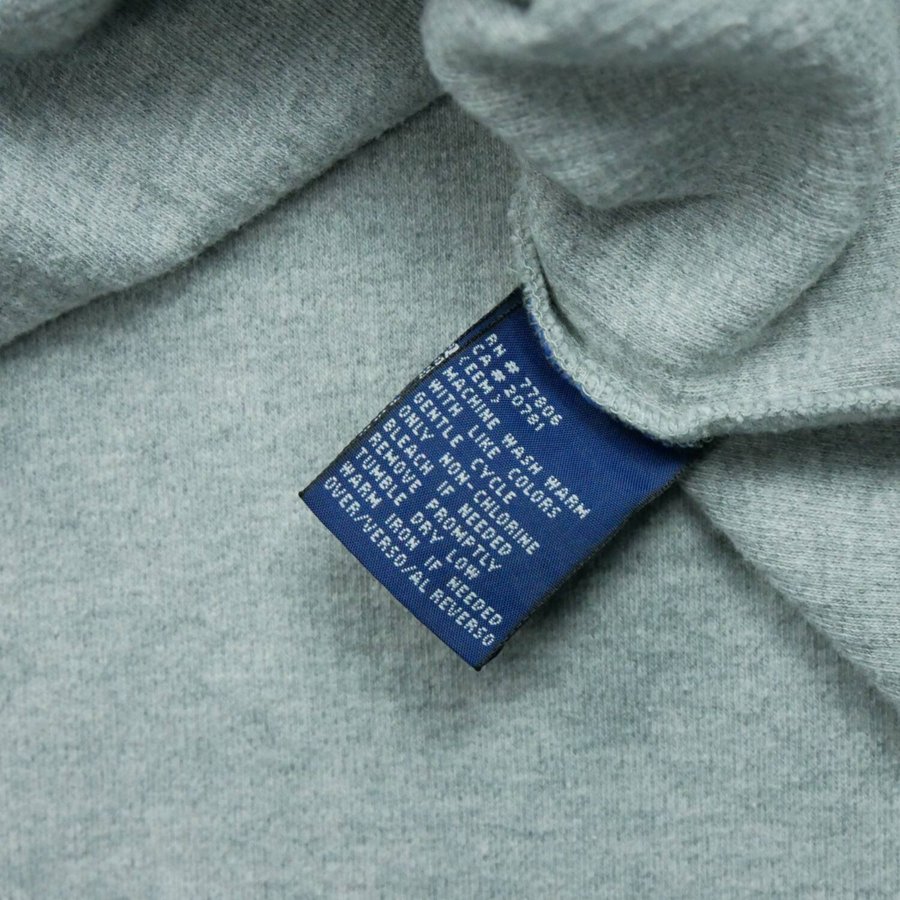 RN # 77806
CA # 20781
(EEM)
MACHINE WASH WARM
WITH LIKE COLORS
GENTLE CYCLE
ONLY NON-CHLORINE
BLEACH IF NEEDED
REMOVE PROMPTLY
TUMBLE DRY LOW
WARM IRON IF NEEDED
OVER/VERSO/AL REVERSO